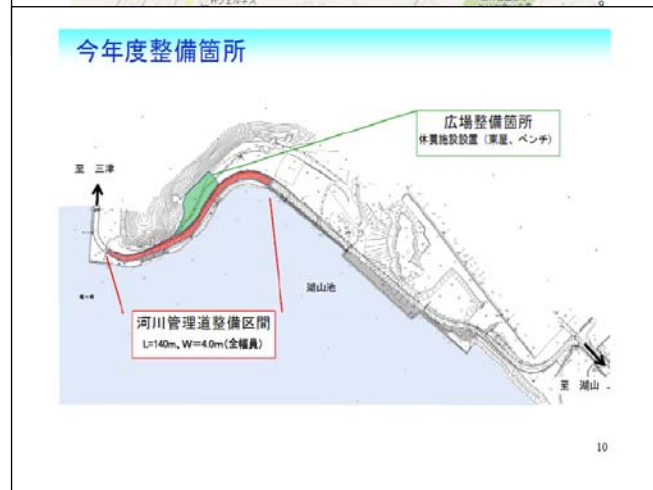 9
今年度整備箇所
広場整備箇所
休養施設設置（東屋、ベンチ）
至 三津
湖山池
河川管理道整備区間
L=140m、W=4.0m(全幅員)
至 湖山
10